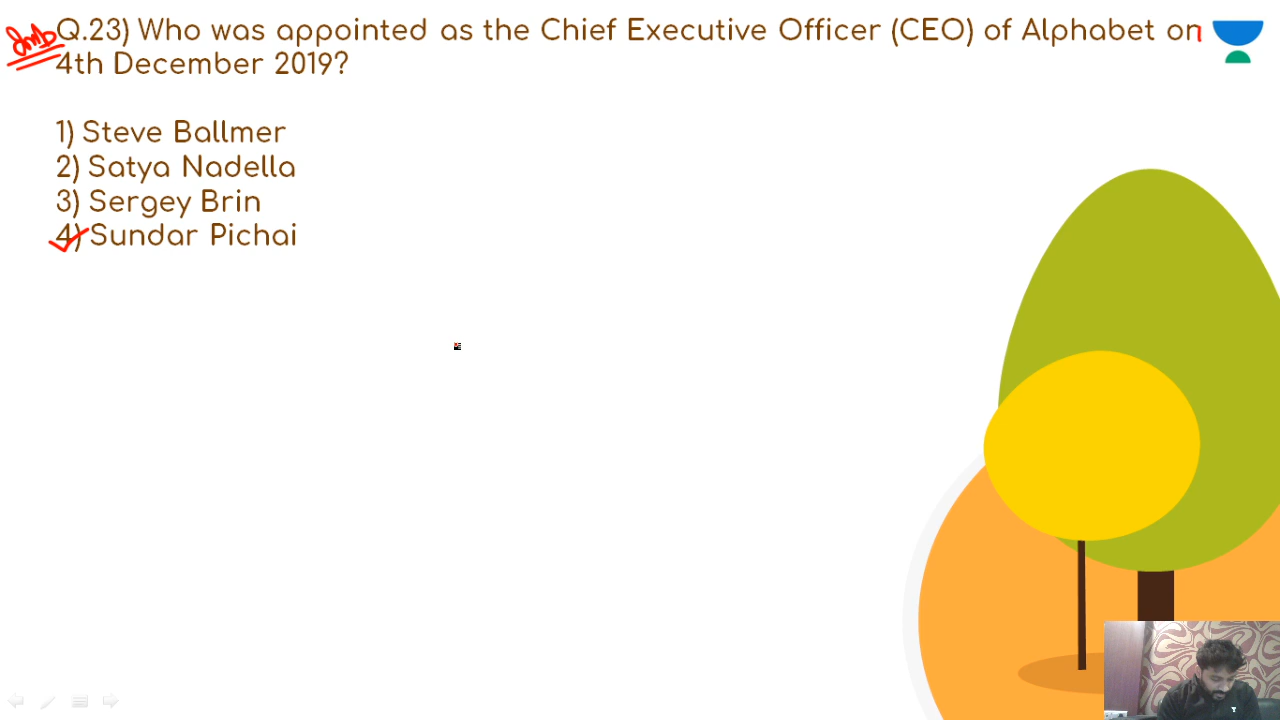 Imp
Q.23) Who was appointed as the Chief Executive Officer (CEO) of Alphabet on
4th December 2019?
1) Steve Ballmer
2) Satya Nadella
3) Sergey Brin
4) Sundar Pichai